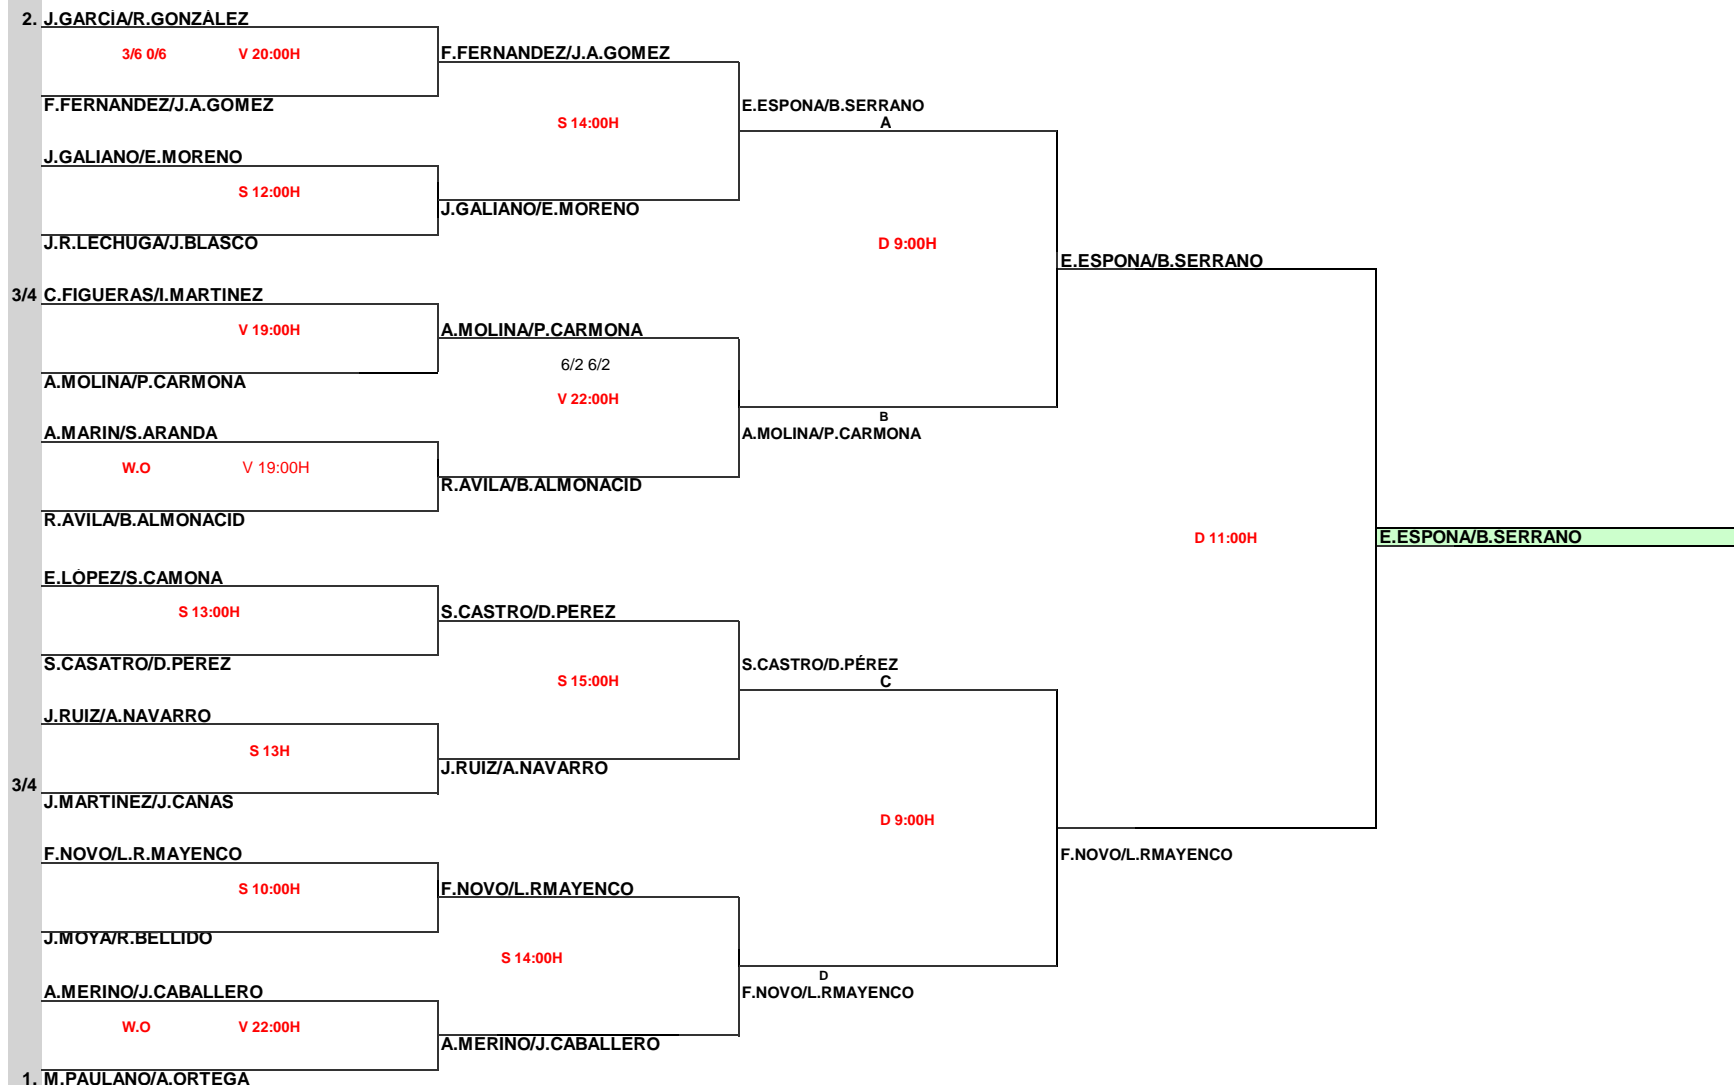 2. J.GARCÍA/R.GONZÁLEZ
3/6 0/6 V 20:00H
F.FERNANDEZ/J.A.GOMEZ
F.FERNANDEZ/J.A.GOMEZ
S 14:00H
E.ESPONA/B.SERRANO
A
J.GALIANO/E.MORENO
S 12:00H
J.GALIANO/E.MORENO
J.R.LECHUGA/J.BLASCO
D 9:00H
E.ESPONA/B.SERRANO
3/4 C.FIGUERAS/I.MARTINEZ
V 19:00H
A.MOLINA/P.CARMONA
6/2 6/2
A.MOLINA/P.CARMONA
V 22:00H
B
A.MOLINA/P.CARMONA
A.MARIN/S.ARANDA
W.O V 19:00H
R.AVILA/B.ALMONACID
R.AVILA/B.ALMONACID
D 11:00H
E.ESPONA/B.SERRANO
E.LÓPEZ/S.CAMONA
S 13:00H
S.CASTRO/D.PEREZ
S.CASATRO/D.PEREZ
S 15:00H
S.CASTRO/D.PÉREZ
C
J.RUIZ/A.NAVARRO
S 13H
J.RUIZ/A.NAVARRO
3/4
J.MARTINEZ/J.CANAS
D 9:00H
F.NOVO/L.RMAYENCO
F.NOVO/L.R.MAYENCO
S 10:00H
F.NOVO/L.RMAYENCO
J.MOYA/R.BELLIDO
S 14:00H
D
F.NOVO/L.RMAYENCO
A.MERINO/J.CABALLERO
W.O V 22:00H
A.MERINO/J.CABALLERO
1. M.PAULANO/A.ORTEGA